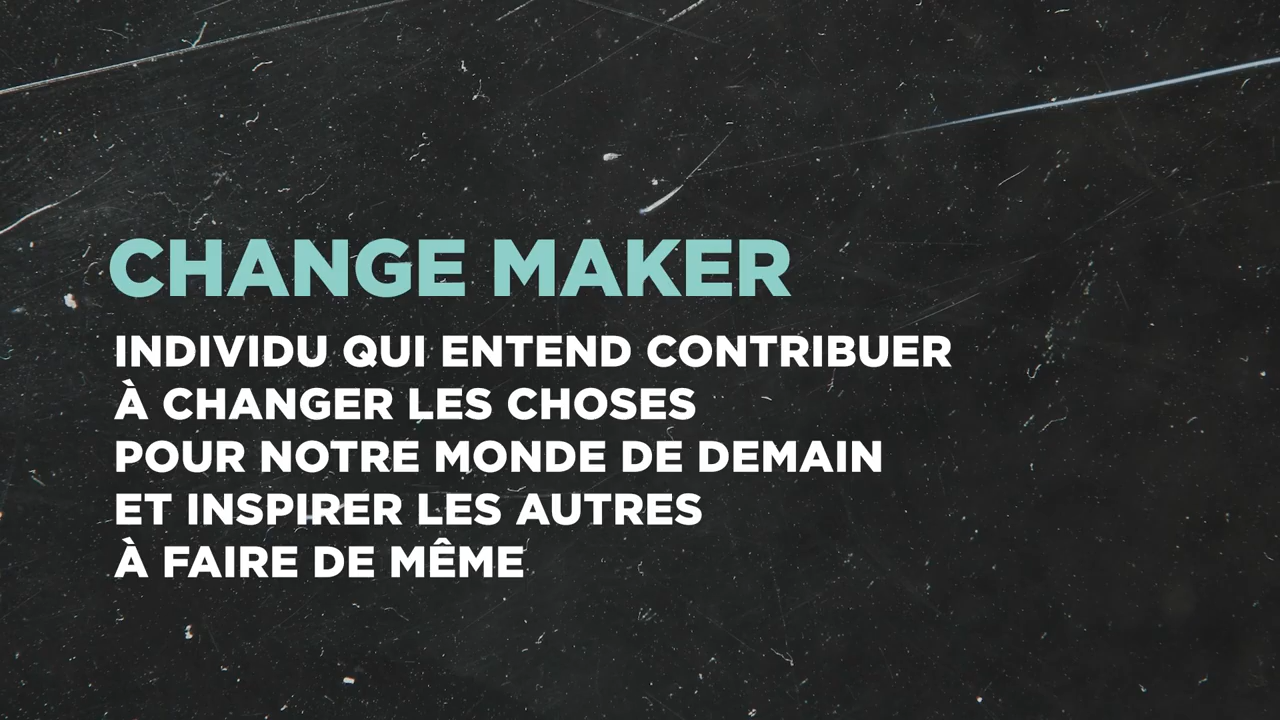 CHANGE MAKER
INDIVIDU QUI ENTEND CONTRIBUER
À CHANGER LES CHOSES
POUR NOTRE MONDE DE DEMAIN
ET INSPIRER LES AUTRES
À FAIRE DE MÊME